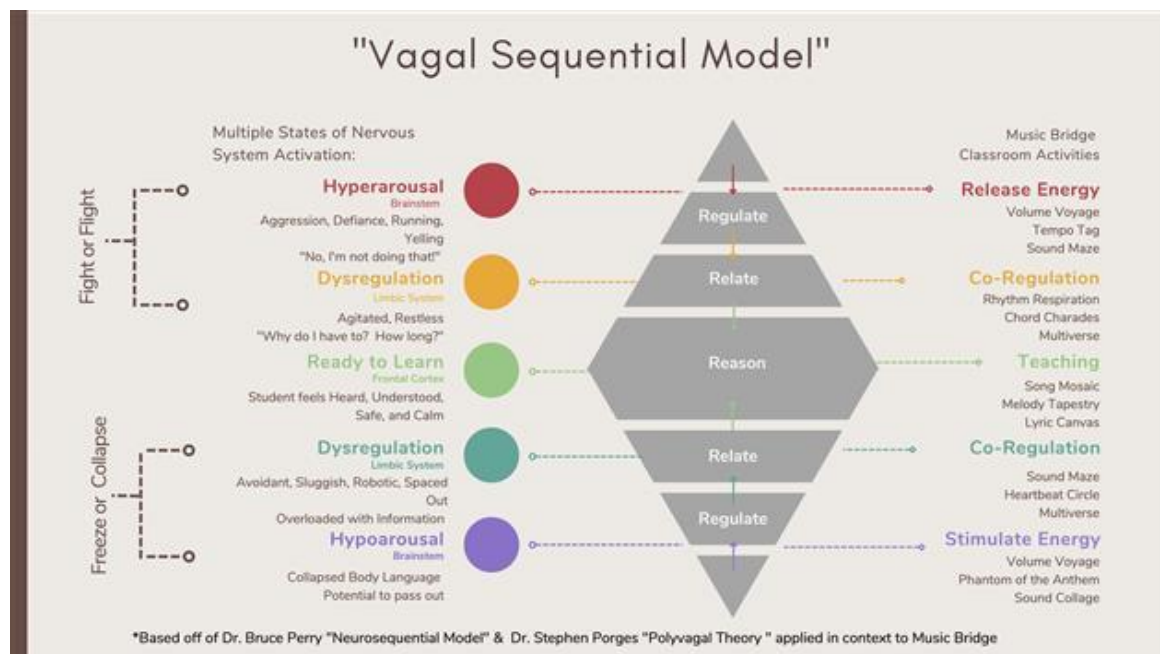 "Vagal Sequential Model"
Multiple States of Nervous
System Activation:
Fight or Flight
Hyperarousal
Brainstem
Aggression, Defiance, Running,
Yelling
"No, I'm not doing that!"
Dysregulation
Limbic System
Agitated, Restless
"Why do I have to? How long?"
Ready to Learn
Frontal Cortex
Student feels Heard, Understood,
Safe, and Calm
Freeze or Collapse
Dysregulation
Limbic System
Avoidant, Sluggish, Robotic, Spaced
Out
Overloaded with Information
Hypoarousal
Brainstem
Collapsed Body Language
Potential to pass out
Regulate
Relate
Reason
Relate
Regulate
Music Bridge
Classroom Activities
Release Energy
Volume Voyage
Tempo Tag
Sound Maze
Co-Regulation
Rhythm Respiration
Chord Charades
Multiverse
Teaching
Song Mosaic
Melody Tapestry
Lyric Canvas
Co-Regulation
Sound Maze
Heartbeat Circle
Multiverse
Stimulate Energy
Volume Voyage
Phantom of the Anthem
Sound Collage
*Based off of Dr. Bruce Perry "Neurosequential Model" & Dr. Stephen Porges "Polyvagal Theory " applied in context to Music Bridge